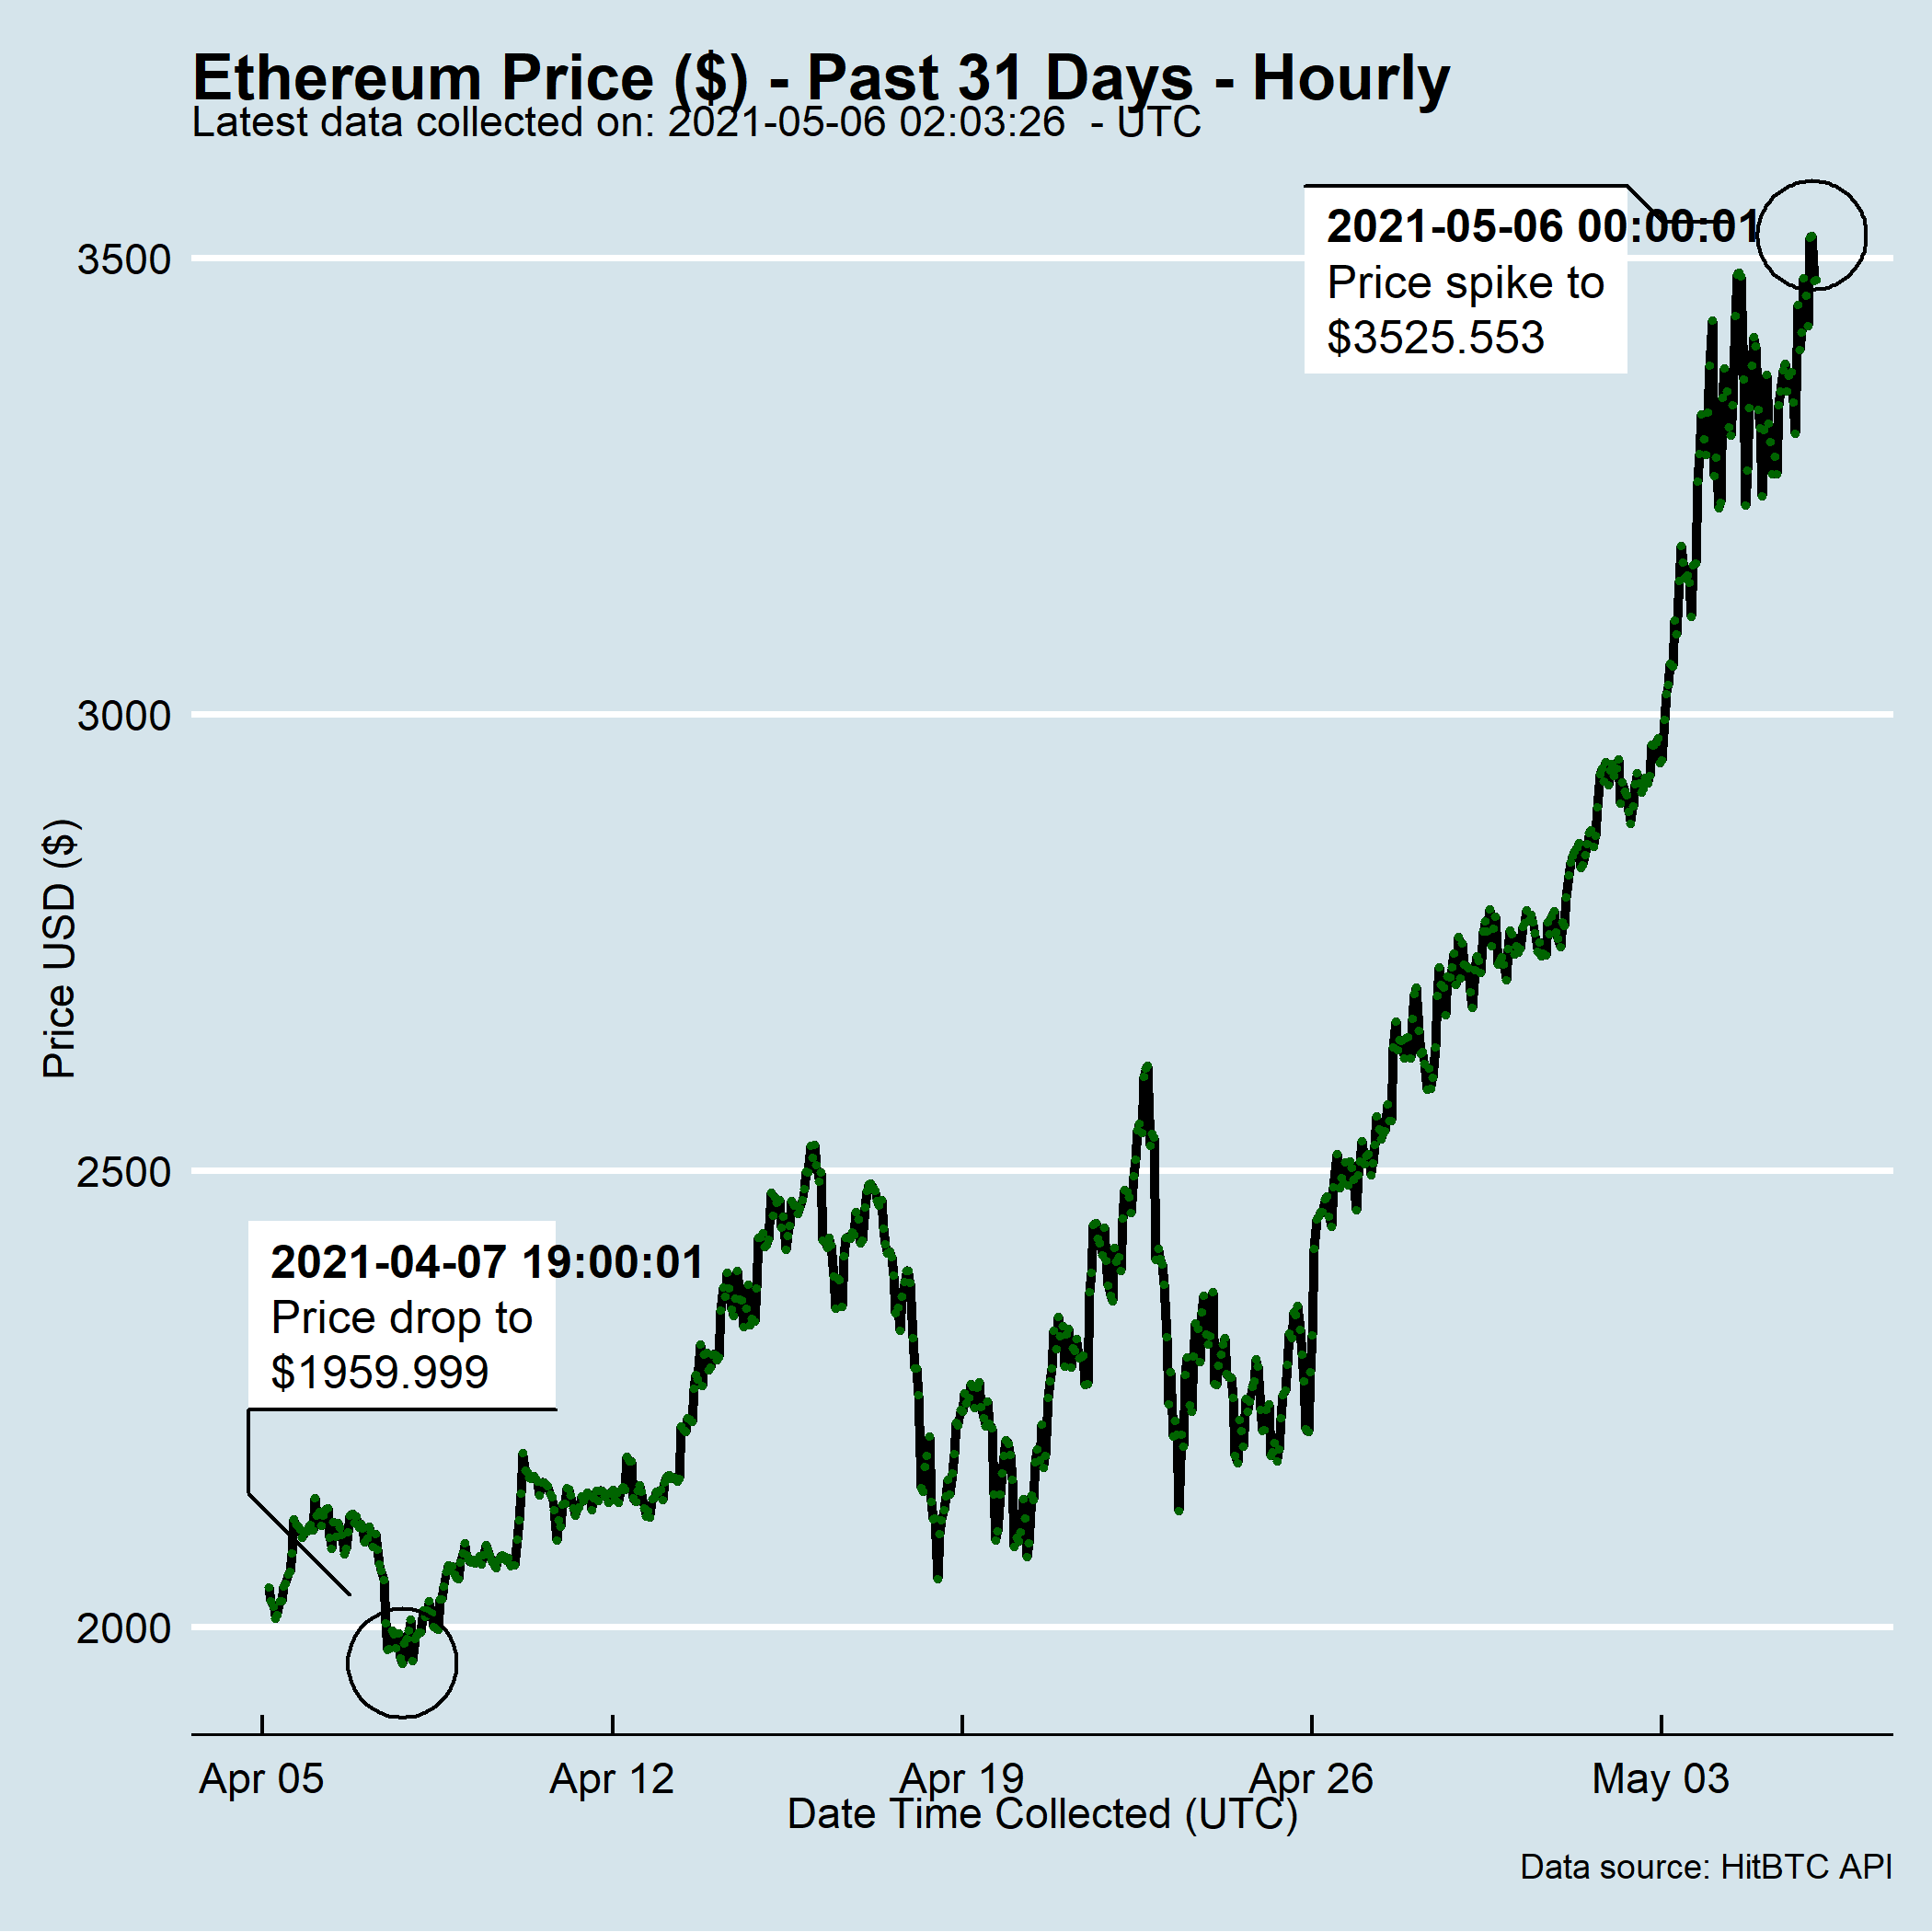 Ethereum Price ($) - Past 31 Days - Hourly
Latest data collected on: 2021-05-06 02:03:26  - UTC
2021-05-06 00:00:01
Price spike to
$3525.553
3500
3000
2500
2000
Price USD ($)
2021-04-07 19:00:01
Price drop to
$1959.999
Apr 05
Apr 12
Apr 19
Apr 26
May 03
Date Time Collected (UTC)
Data source: HitBTC API